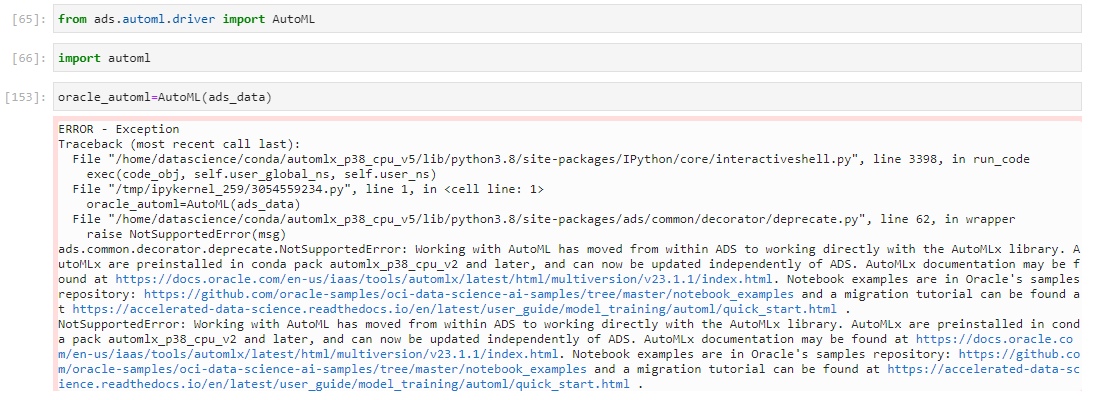 [65]: from ads.automl.driver import AutoML
[66]: import automl
[153]: oracle_automl=AutoML(ads_data)
ERROR - Exception
Traceback (most recent call last):
  File "/home/datascience/conda/automlx_p38_cpu_v5/lib/python3.8/site-packages/IPython/core/interactiveshell.py", line 3398, in run_code
    exec(code_obj, self.user_global_ns, self.user_ns)
  File "/tmp/ipykernel_259/3054559234.py", line 1, in <cell line: 1>
    oracle_automl=AutoML(ads_data)
  File "/home/datascience/conda/automlx_p38_cpu_v5/lib/python3.8/site-packages/ads/common/decorator/deprecate.py", line 62, in wrapper
    raise NotSupportedError(msg)
ads.common.decorator.deprecate.NotSupportedError: Working with AutoML has moved from within ADS to working directly with the AutoMLx library. A
utoMLx are preinstalled in conda pack automlx_p38_cpu_v2 and later, and can now be updated independently of ADS. AutoMLx documentation may be f
ound at https://docs.oracle.com/en-us/iaas/tools/automlx/latest/html/multiversion/v23.1.1/index.html. Notebook examples are in Oracle's samples
repository: https://github.com/oracle-samples/oci-data-science-ai-samples/tree/master/notebook_examples and a migration tutorial can be found a
t https://accelerated-data-science.readthedocs.io/en/latest/user_guide/model_training/automl/quick_start.html .
NotSupportedError: Working with AutoML has moved from within ADS to working directly with the AutoMLx library. AutoMLx are preinstalled in cond
a pack automlx_p38_cpu_v2 and later, and can now be updated independently of ADS. AutoMLx documentation may be found at https://docs.oracle.co
m/en-us/iaas/tools/automlx/latest/html/multiversion/v23.1.1/index.html. Notebook examples are in Oracle's samples repository: https://github.co
m/oracle-samples/oci-data-science-ai-samples/tree/master/notebook_examples and a migration tutorial can be found at https://accelerated-data-sc
ience.readthedocs.io/en/latest/user_guide/model_training/automl/quick_start.html .